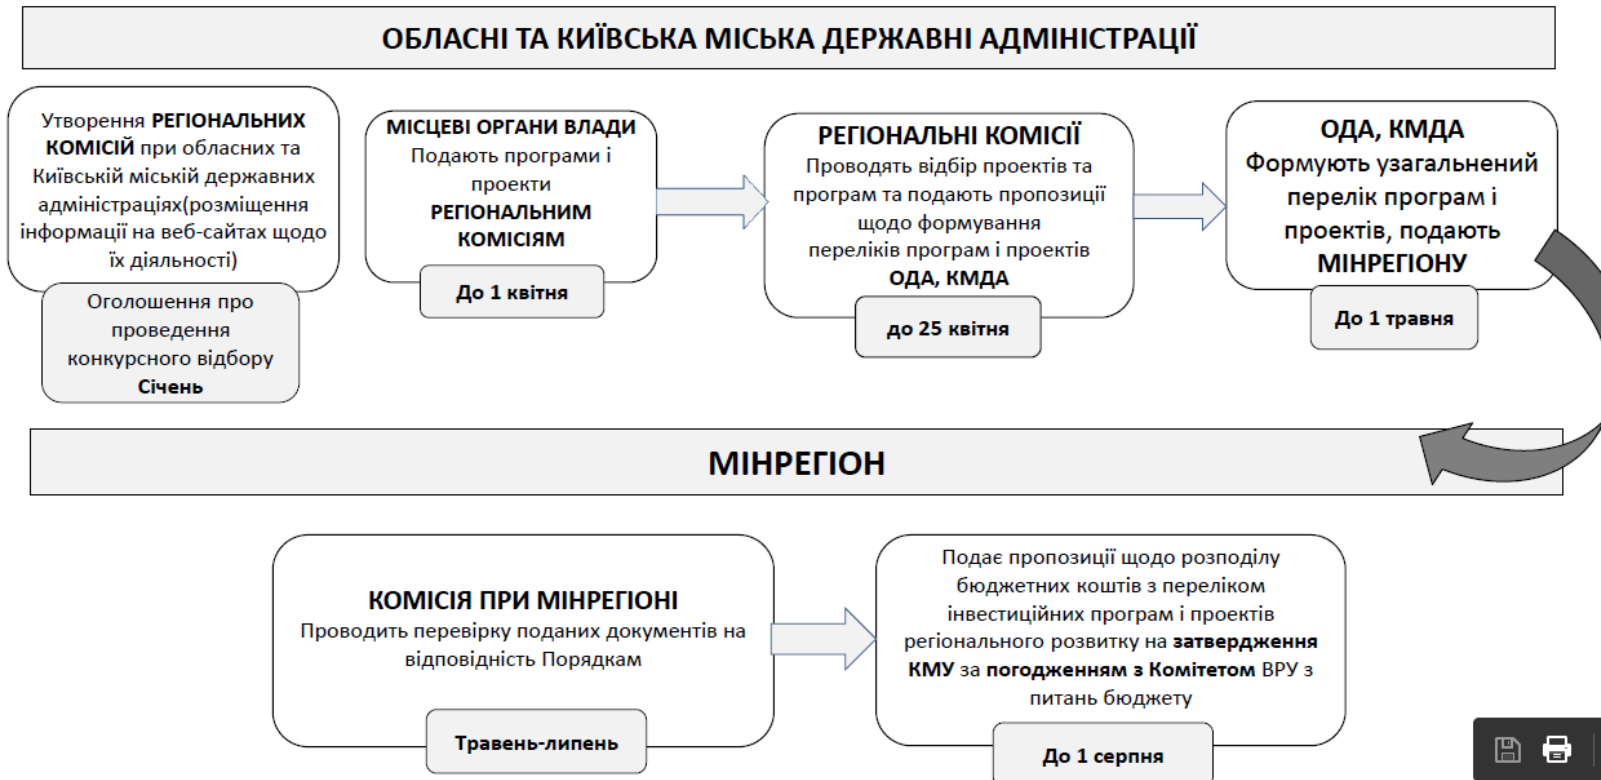 ОБЛАСНІ ТА КИЇВСЬКА МІСЬКА ДЕРЖАВНІ АДМІНІСТРАЦІЇ
Утворення РЕГІОНАЛЬНИХ
КОМІСІЙ при обласних та
Київській міській державних
адміністраціях(розміщення
інформації на веб-сайтах щодо
їх діяльності)
Оголошення про
проведення
конкурсного відбору
Січень
МІСЦЕВІ ОРГАНИ ВЛАДИ
Подають програми і
проекти
РЕГІОНАЛЬНИМ
КОМІСІЯМ
До 1 квітня
РЕГІОНАЛЬНІ КОМІСІЇ
Проводять відбір проектів та
програм та подають пропозиції
щодо формування
переліків програм і проектів
ОДА, КМДА
до 25 квітня
ОДА, КМДА
Формують узагальнений
перелік програм і
проектів, подають
МІНРЕГІОНУ
До 1 травня
МІНРЕГІОН
КОМІСІЯ ПРИ МІНРЕГІОНІ
Проводить перевірку поданих документів на
відповідність Порядкам
Травень-липень
Подає пропозиції щодо розподілу
бюджетних коштів з переліком
інвестиційних програм і проектів
регіонального розвитку на затвердження
КМУ за погодженням з Комітетом ВРУ з
питань бюджету
До 1 серпня